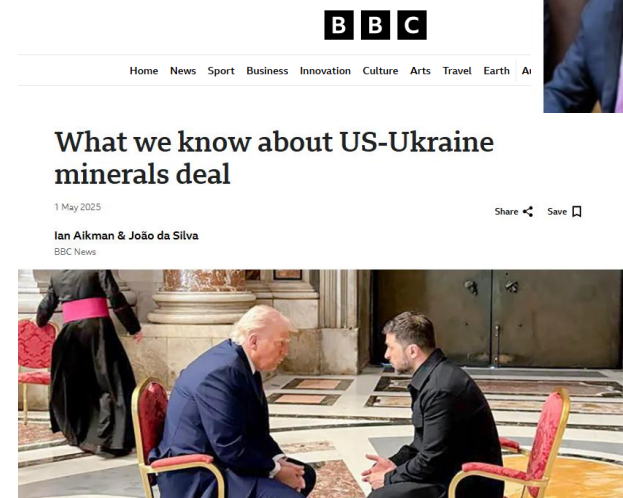 BBC
Home News Sport Business Innovation Culture Arts Travel Earth
What we know about US-Ukraine
minerals deal
1 May 2025
Share Save
Ian Aikman & João da Silva
BBC News